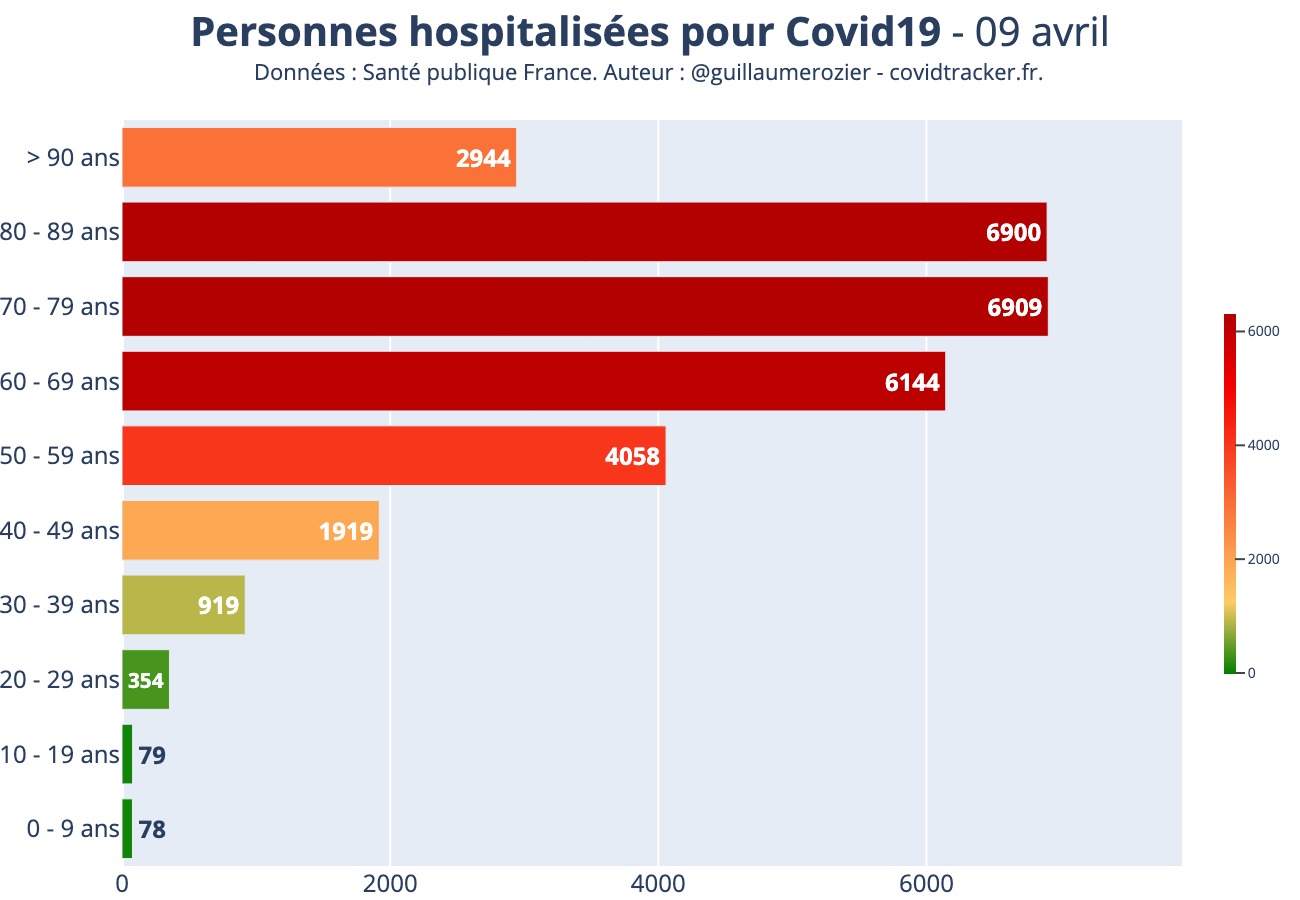 Personnes hospitalisées pour Covid19 - 09 avril
Données : Santé publique France. Auteur : @guillaumerozier - covidtracker.fr.
> 90 ans 2944
80 - 89 ans 6900
70 - 79 ans 6909
60 - 69 ans 6144
50 - 59 ans 4058
40 - 49 ans 1919
30 - 39 ans 919
20 - 29 ans 354
10 - 19 ans 79
0 - 9 ans 78
0 2000 4000 6000
6000
4000
2000
0